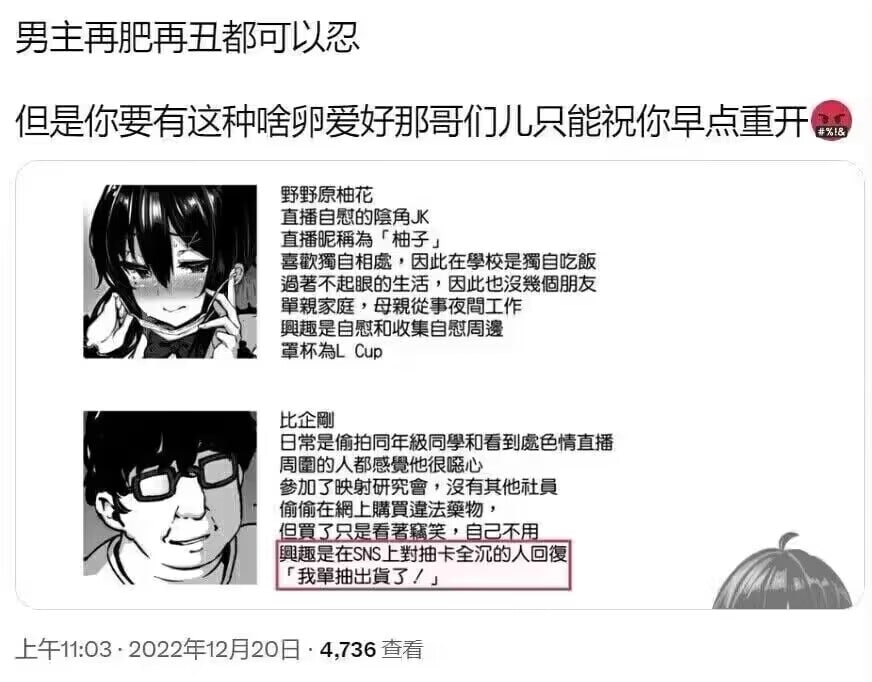 男主再肥再丑都可以忍
但是你要有这种啥卵爱好那哥们儿只能祝你早点重开
#%!&
野野原柚花
直播自慰的陰角JK
直播昵稱為「柚子」
喜歡獨自相處，因此在學校是獨自吃飯
過著不起眼的生活，因此也沒幾個朋友
單親家庭，母親從事夜間工作
興趣是自慰和收集自慰周邊
罩杯為L Cup
比企剛
日常是偷拍同年級同學和看到處色情直播
周圍的人都感覺他很噁心
參加了映射研究會，沒有其他社員
偷偷在網上購買違法藥物，
但買了只是看著竊笑，自己不用
興趣是在SNS上對抽卡全沉的人回復
「我單抽出貨了！」
上午11:03 · 2022年12月20日 · 4,736 查看